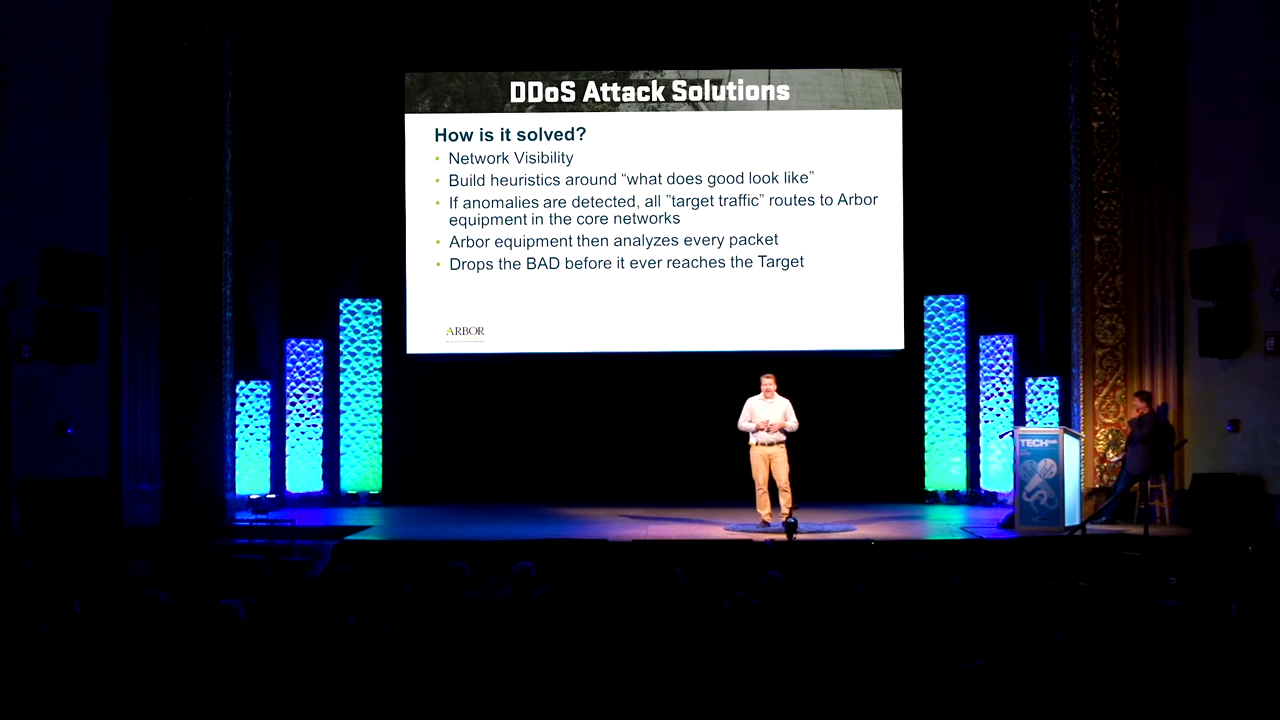 DDoS Attack Solutions
How is it solved?
• Network Visibility
• Build heuristics around “what does good look like”
• If anomalies are detected, all ”target traffic” routes to Arbor
equipment in the core networks
• Arbor equipment then analyzes every packet
• Drops the BAD before it ever reaches the Target
ARBOR
TECH